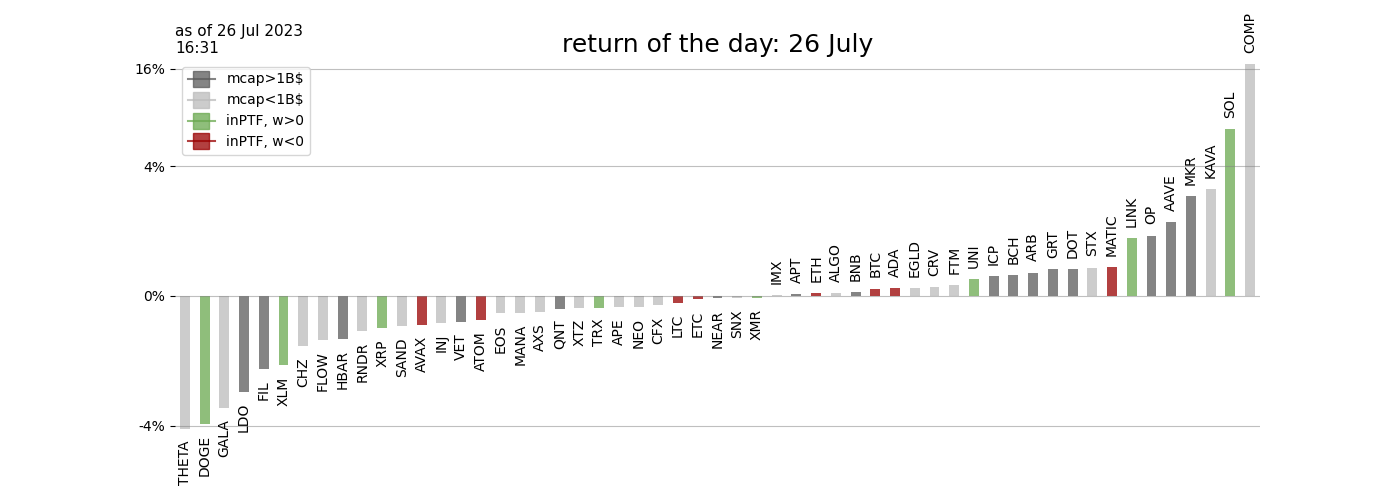 as of 26 Jul 2023
16:31
return of the day: 26 July
16%
4%
0%
-4%
mcap>1B$
mcap<1B$
inPTF, w>0
inPTF, w<0
THETA
DOGE
GALA
LDO
FIL
XLM
CHZ
FLOW
HBAR
RNDR
XRP
SAND
AVAX
INJ
VET
ATOM
EOS
MANA
AXS
QNT
XTZ
TRX
APE
NEO
CFX
LTC
ETC
NEAR
SNX
XMR
IMX
APT
ETH
ALGO
BNB
BTC
ADA
EGLD
CRV
FTM
UNI
ICP
BCH
ARB
GRT
DOT
STX
MATIC
LINK
OP
AAVE
MKR
KAVA
SOL
COMP